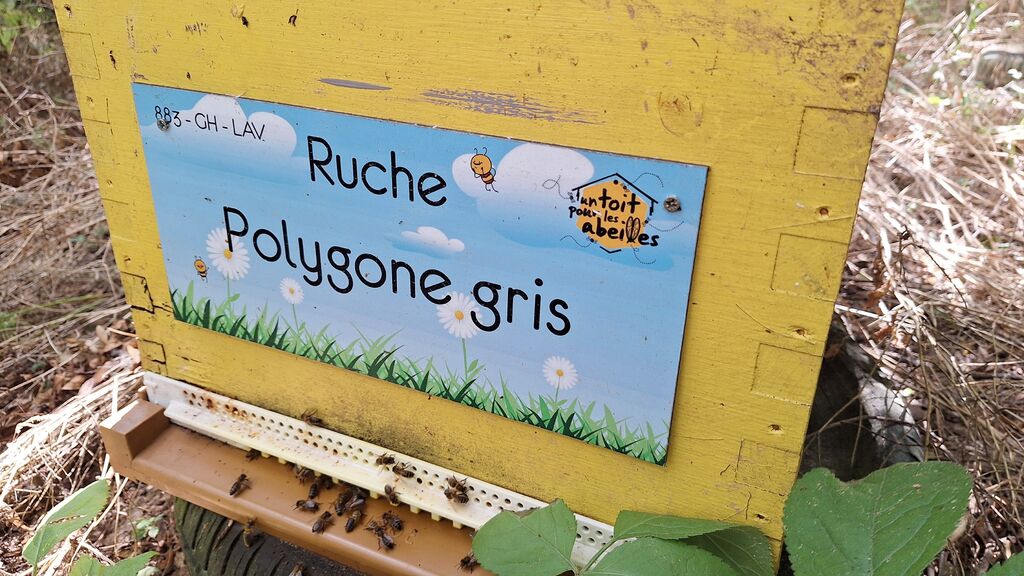 883-GH-LAV.
Ruche
Polygone gris
un toit
pour les
abeilles